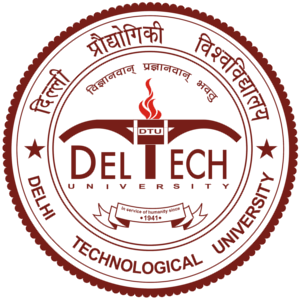 दिल्ली प्रौद्योगिकी विश्वविद्यालय
विज्ञानवान् प्रज्ञानवान् भवतु
DTU
DELTECH
UNIVERSITY
in service of humanity since
•1941•
DELHI TECHNOLOGICAL UNIVERSITY